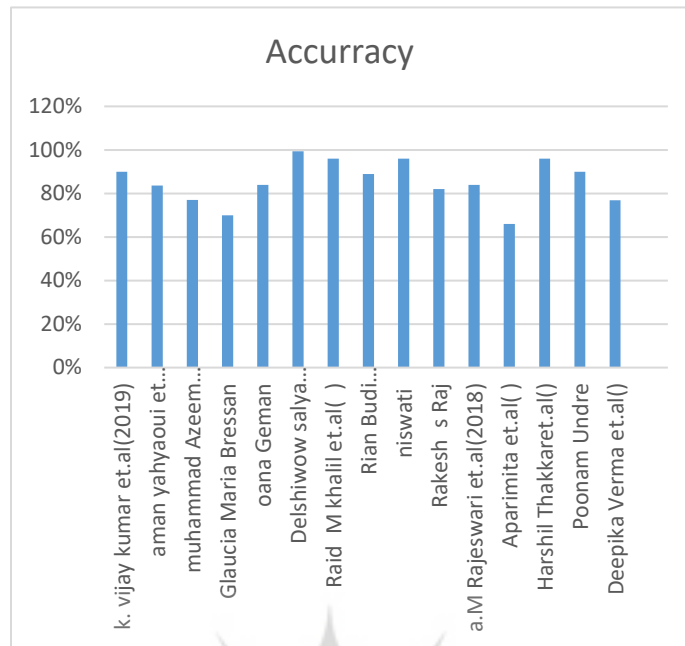 Accurracy
120%
100%
80%
60%
40%
20%
0%
k. vijay kumar et.al(2019)
aman yahyaoui et…
muhammad Azeem…
Glaucia Maria Bressan
oana Geman
Delshiwow salya…
Raid M khalil et.al( )
Rian Budi…
niswati
Rakesh s Raj
a.M Rajeswari et.al(2018)
Aparimita et.al( )
Harshil Thakkaret.al()
Poonam Undre
Deepika Verma et.al()